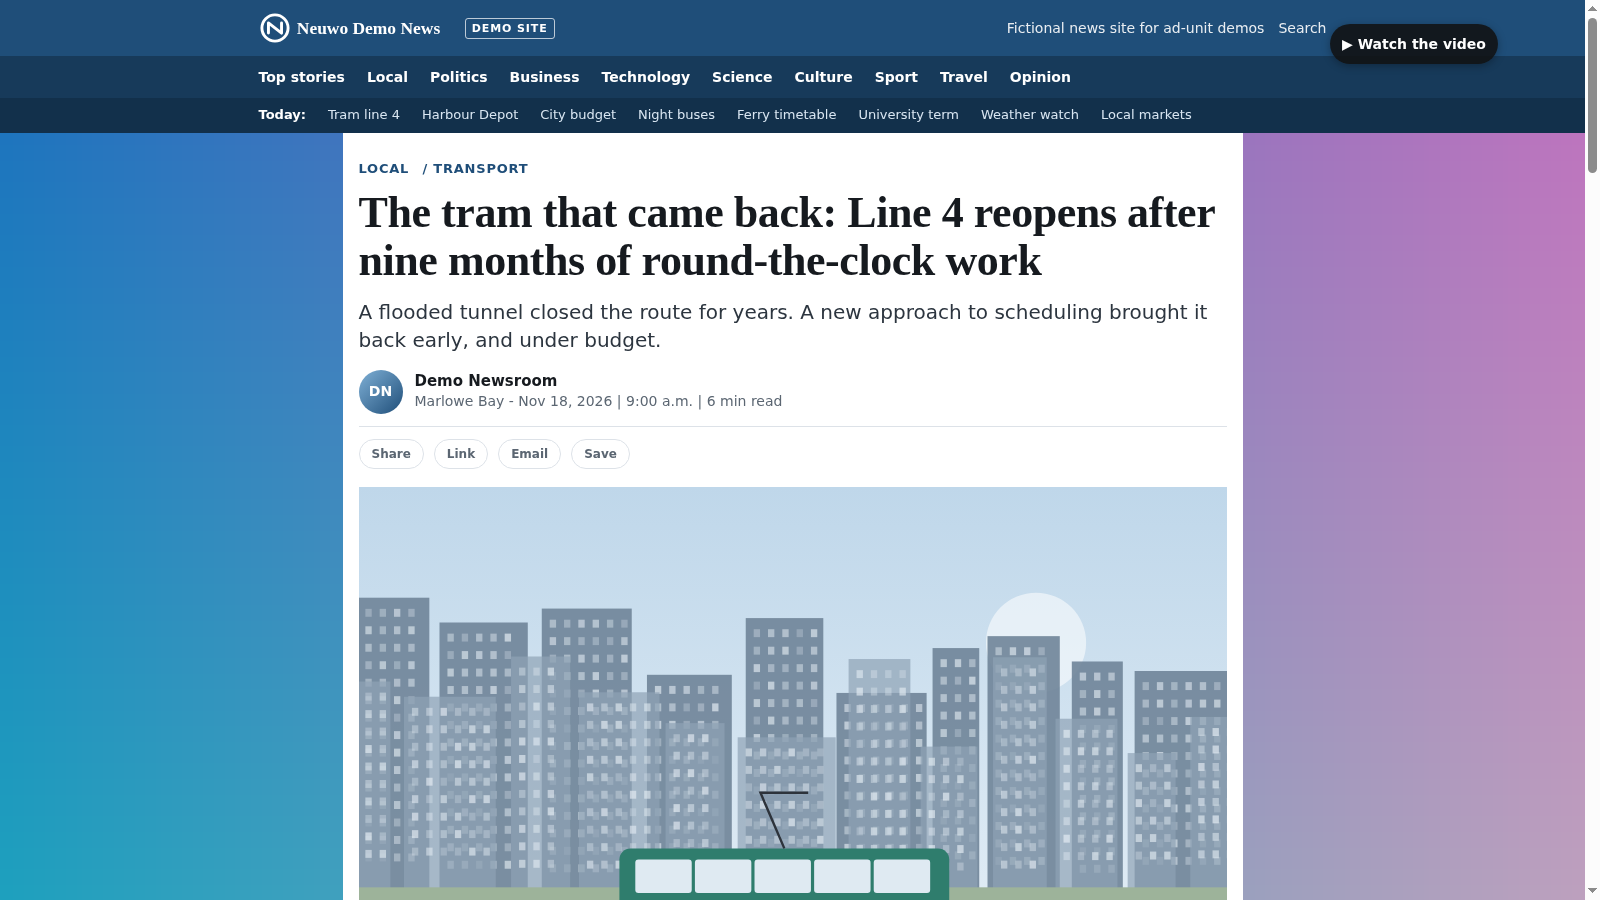 Neuwo Demo News
DEMO SITE
Fictional news site for ad-unit demos
Search
▶ Watch the video
Top stories
Local
Politics
Business
Technology
Science
Culture
Sport
Travel
Opinion
Today:
Tram line 4
Harbour Depot
City budget
Night buses
Ferry timetable
University term
Weather watch
Local markets
LOCAL / TRANSPORT
The tram that came back: Line 4 reopens after
nine months of round-the-clock work
A flooded tunnel closed the route for years. A new approach to scheduling brought it
back early, and under budget.
DN
Demo Newsroom
Marlowe Bay - Nov 18, 2026 | 9:00 a.m. | 6 min read
Share
Link
Email
Save